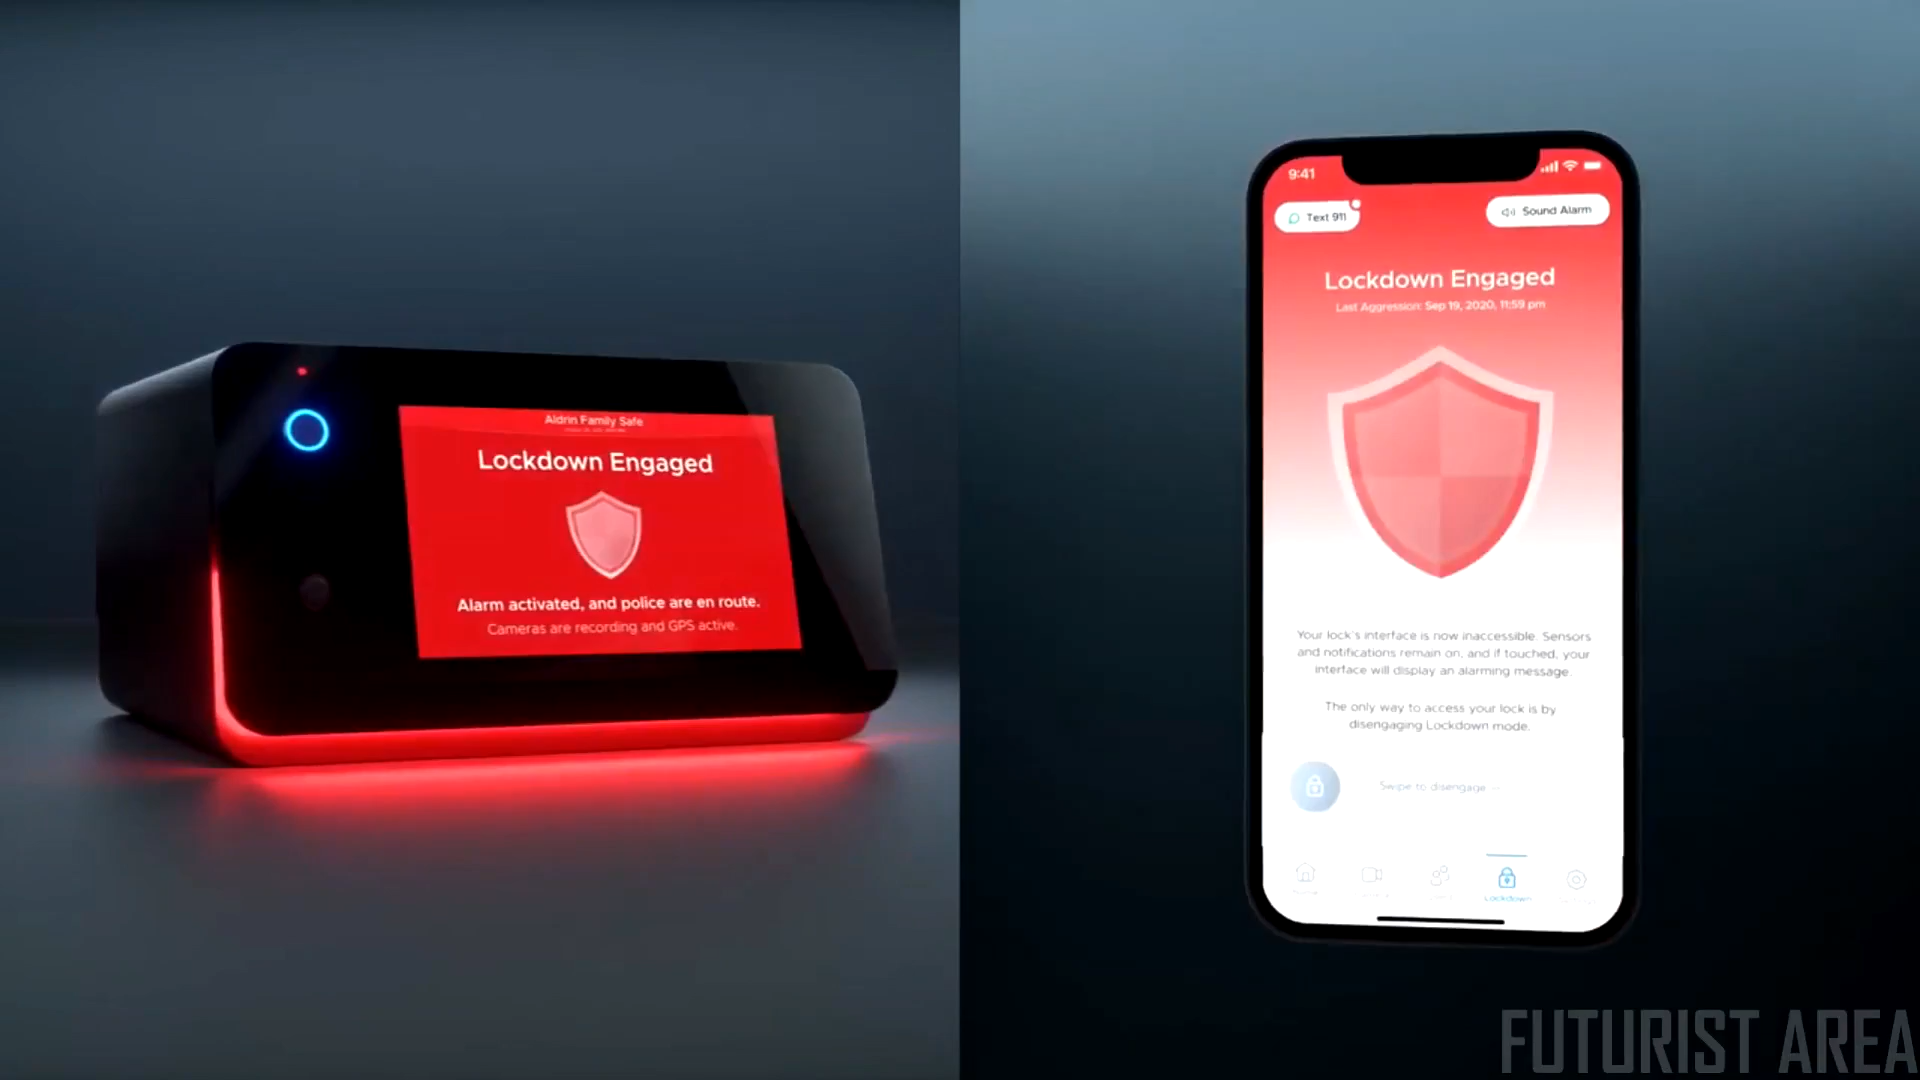 Aldrin Family Safe
Lockdown Engaged
Alarm activated, and police are en route.
Cameras are recording and GPS active.
9:41
Text 911
Sound Alarm
Lockdown Engaged
Last Aggression: Sep 19, 2020, 11:59 pm
Your lock's interface is now inaccessible. Sensors
and notifications remain on, and if touched, your
interface will display an alarming message.
The only way to access your lock is by
disengaging Lockdown mode.
Swipe to disengage
Lockdown
FUTURIST AREA